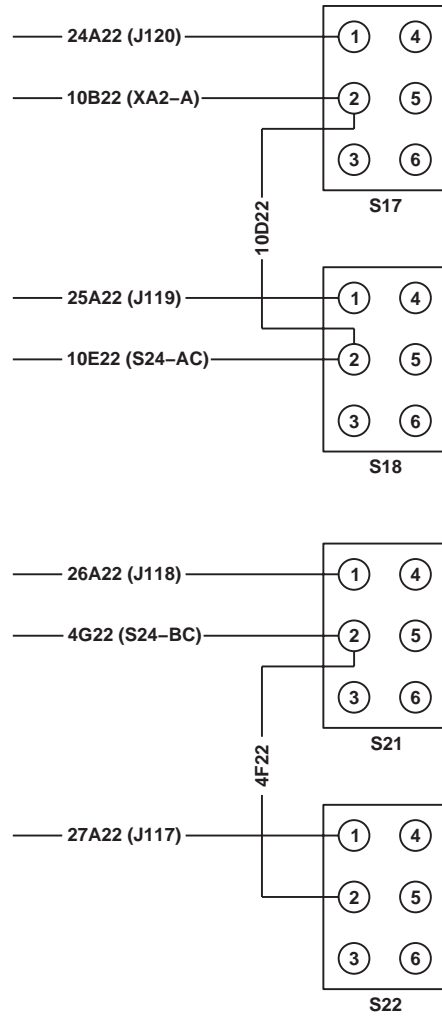 24A22 (J120)
1
4
10B22 (XA2–A)
2
5
3
6
S17
10D22
25A22 (J119)
1
4
10E22 (S24–AC)
2
5
3
6
S18
26A22 (J118)
1
4
4G22 (S24–BC)
2
5
3
6
S21
4F22
27A22 (J117)
1
4
2
5
3
6
S22